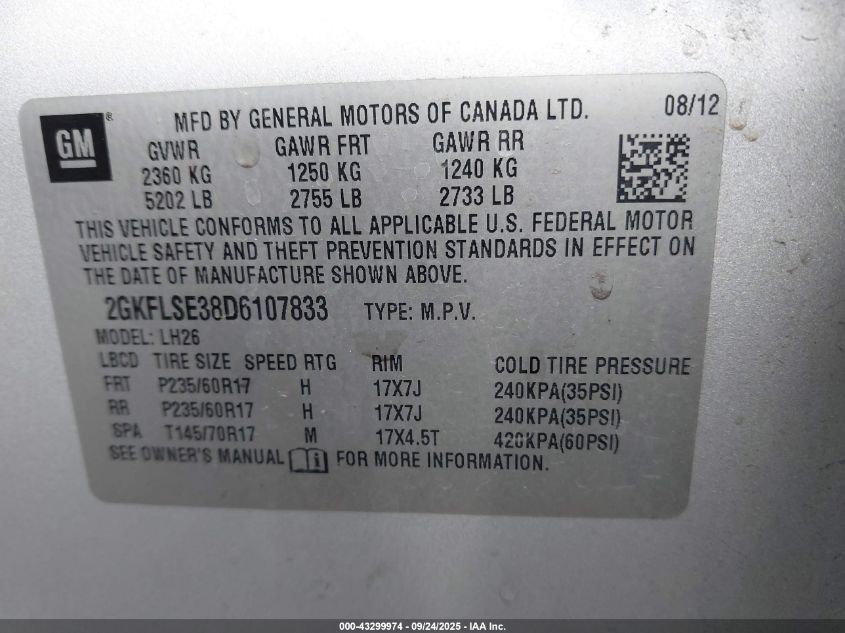 GM ®
MFD BY GENERAL MOTORS OF CANADA LTD. 08/12
GVWR GAWR FRT GAWR RR
2360 KG 1250 KG 1240 KG
5202 LB 2755 LB 2733 LB
THIS VEHICLE CONFORMS TO ALL APPLICABLE U.S. FEDERAL MOTOR
VEHICLE SAFETY AND THEFT PREVENTION STANDARDS IN EFFECT ON
THE DATE OF MANUFACTURE SHOWN ABOVE.
2GKFLSE38D6107833 TYPE: M.P.V.
MODEL: LH26
LBCD TIRE SIZE SPEED RTG RIM COLD TIRE PRESSURE
FRT P235/60R17 H 17X7J 240KPA(35PSI)
RR P235/60R17 H 17X7J 240KPA(35PSI)
SPA T145/70R17 M 17X4.5T 420KPA(60PSI)
SEE OWNER'S MANUAL i FOR MORE INFORMATION.
000-43299974 - 09/24/2025 - IAA Inc.